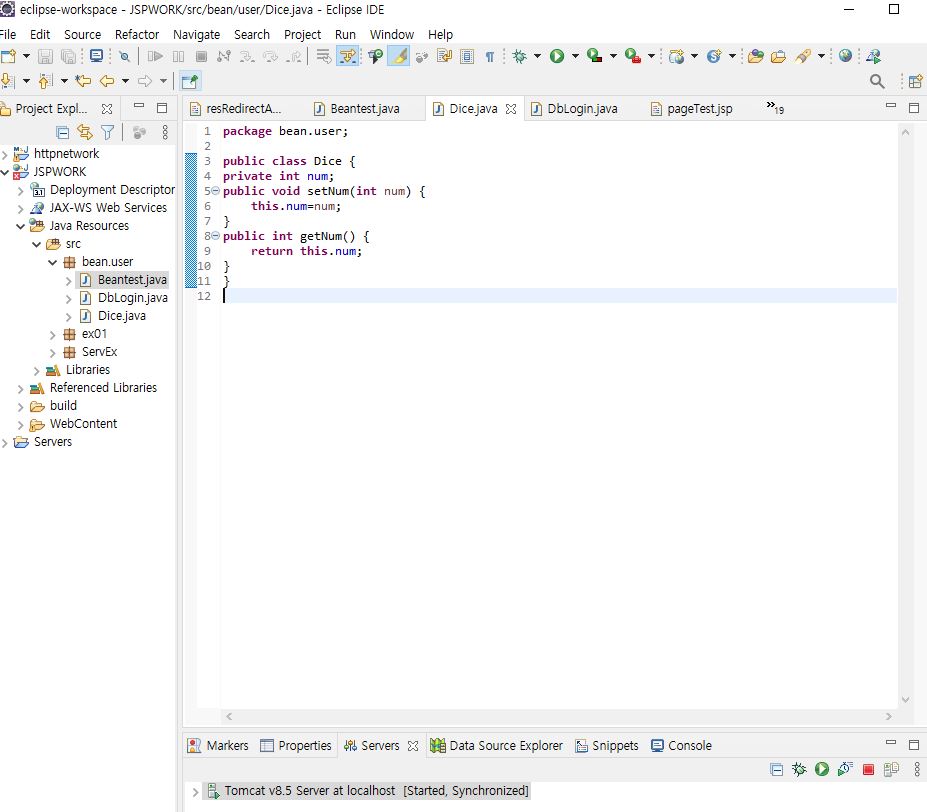 eclipse-workspace - JSPWORK/src/bean/user/Dice.java - Eclipse IDE
File Edit Source Refactor Navigate Search Project Run Window Help
Project Expl...
resRedirectA... Beantest.java Dice.java DbLogin.java pageTest.jsp »19
httpnetwork
JSPWORK
Deployment Descriptor
JAX-WS Web Services
Java Resources
src
bean.user
Beantest.java
DbLogin.java
Dice.java
ex01
ServEx
Libraries
Referenced Libraries
build
WebContent
Servers
1 package bean.user;
2
3 public class Dice {
4 private int num;
5 public void setNum(int num) {
6     this.num=num;
7 }
8 public int getNum() {
9     return this.num;
10 }
11 }
12
Markers Properties Servers Data Source Explorer Snippets Console
Tomcat v8.5 Server at localhost [Started, Synchronized]